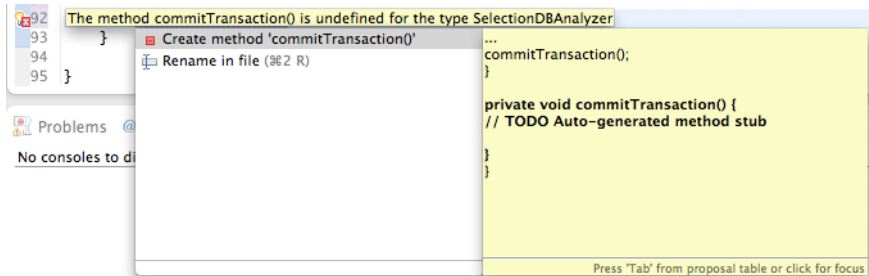 92
The method commitTransaction() is undefined for the type SelectionDBAnalyzer
93 }
94
95 }
Create method 'commitTransaction()'
Rename in file (⌘2 R)
...
commitTransaction();
}
private void commitTransaction() {
// TODO Auto-generated method stub
}
}
Press 'Tab' from proposal table or click for focus
Problems @
No consoles to di